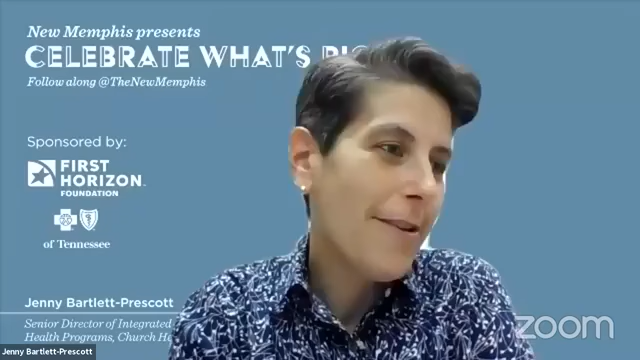 New Memphis presents
CELEBRATE WHAT'S
Follow along @TheNewMemphis
Sponsored by:
FIRST
HORIZON
FOUNDATION
of Tennessee
Jenny Bartlett-Prescott
Senior Director of Integrated
Health Programs, Church
Jenny Bartlett-Prescott
zoom